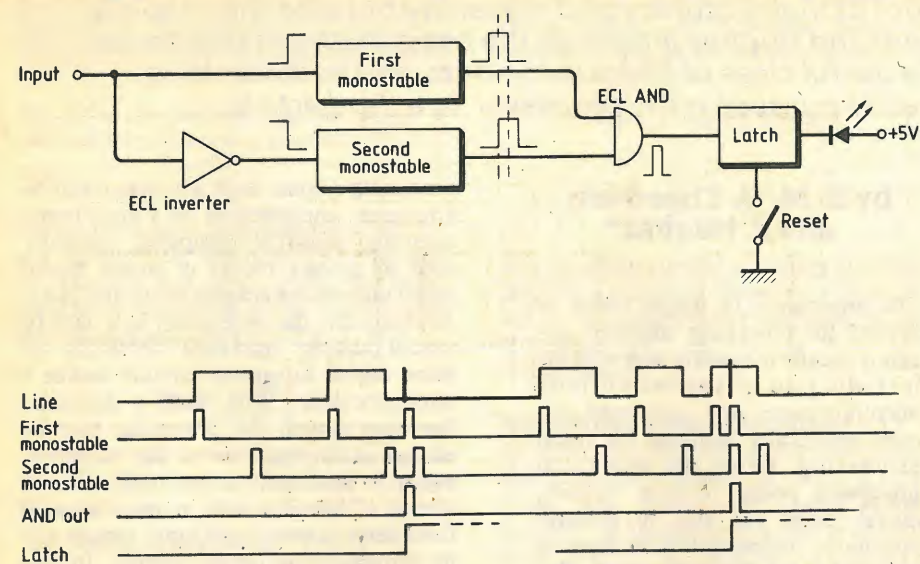 Input
First
monostable
Second
monostable
ECL inverter
ECL AND
Latch
+5V
Reset
Line
First
monostable
Second
monostable
AND out
Latch